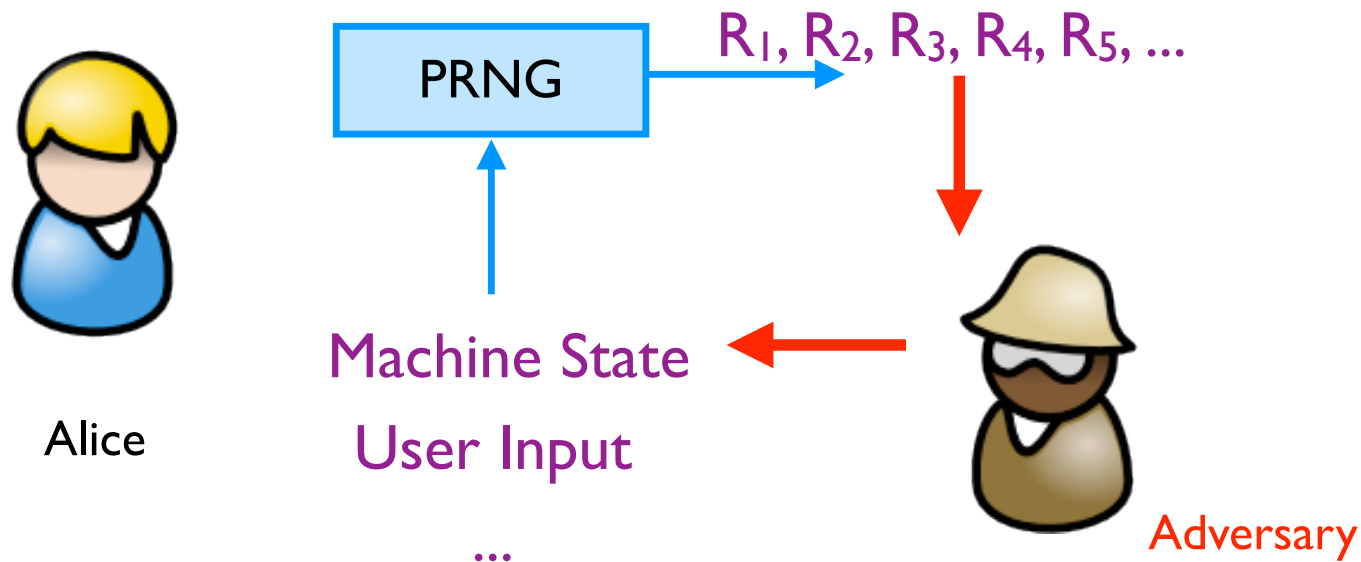 R₁, R₂, R₃, R₄, R₅, ...
PRNG
Machine State
Alice
User Input
...
Adversary